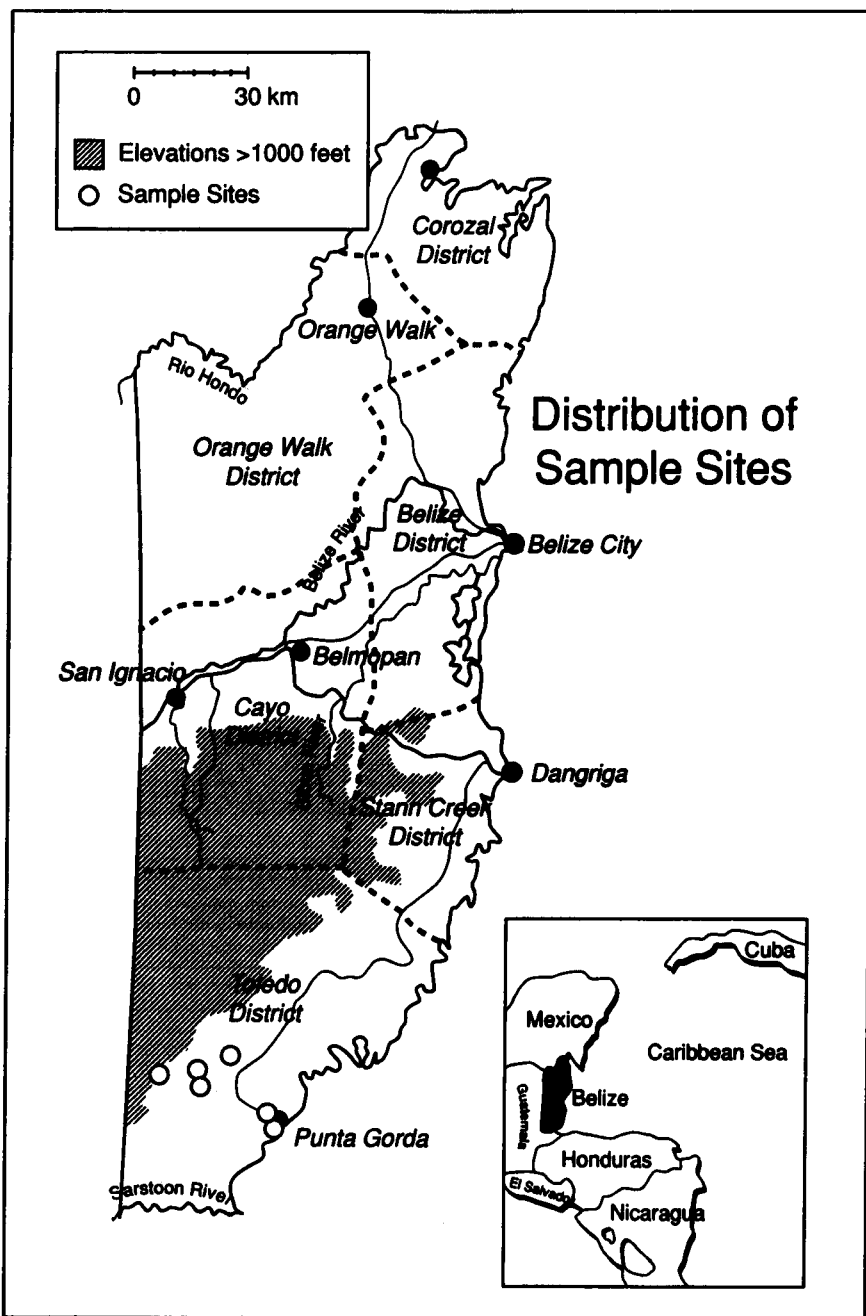 0 30 km
Elevations >1000 feet
Sample Sites
Corozal
District
Orange Walk
Rio Hondo
Distribution of
Sample Sites
Orange Walk
District
Belize
District
Belize River
Belize City
Belmopan
San Ignacio
Cayo
District
Dangriga
Stann Creek
District
Toledo
District
Punta Gorda
Sarstoon River
Cuba
Mexico
Caribbean Sea
Belize
Guatemala
Honduras
El Salvador
Nicaragua